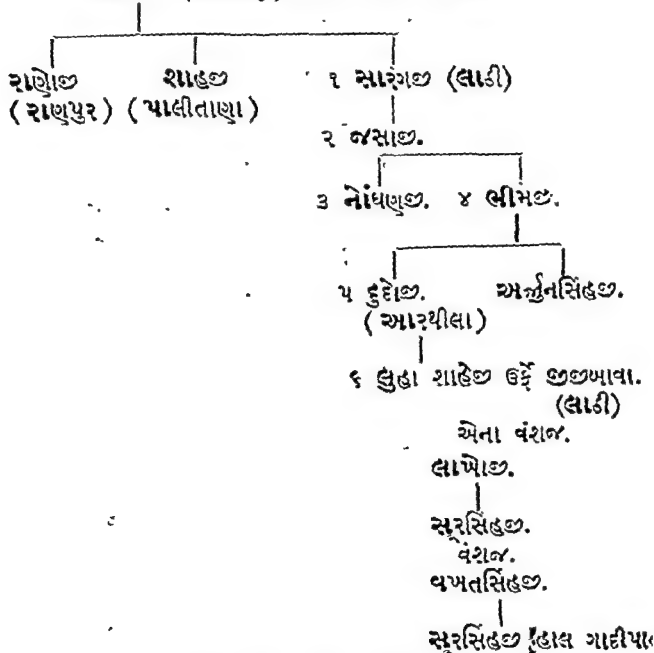 રાણોજી શાહજી ૧ સારંગજી (લાઠી)
(રાણપુર) (પાલીતાણા)
૨ જસાજી.
૩ નોંઘણજી. ૪ ભીમજી.
૫ દુદોજી. અર્જુનસિંહજી.
(આરથીલા)
૬ લુહા શાહેજી ઉર્ફે જીજીબાવા.
(લાઠી)
એના વંશજ.
લાખોજી.
સૂરસિંહજી.
વંશજ.
વખતસિંહજી.
સૂરસિંહજી (હાલ